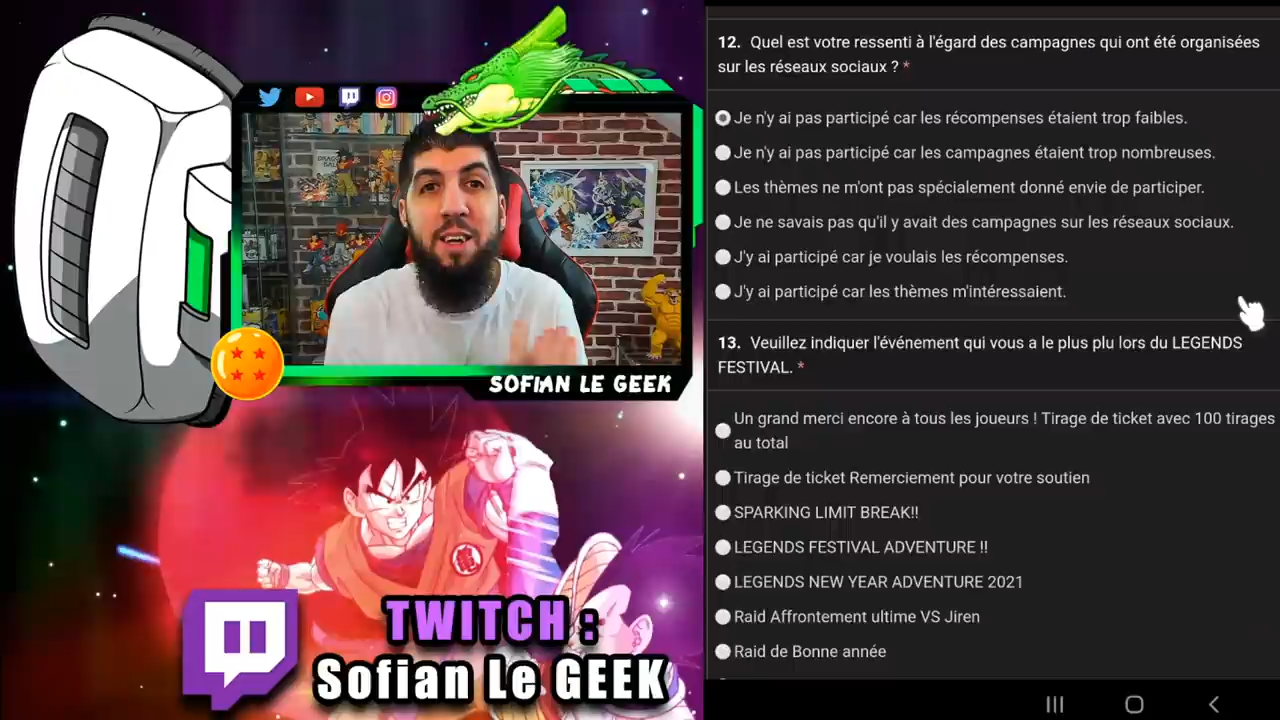 SOFIAN LE GEEK
TWITCH :
Sofian Le GEEK
12. Quel est votre ressenti à l'égard des campagnes qui ont été organisées
sur les réseaux sociaux ? *
Je n'y ai pas participé car les récompenses étaient trop faibles.
Je n'y ai pas participé car les campagnes étaient trop nombreuses.
Les thèmes ne m'ont pas spécialement donné envie de participer.
Je ne savais pas qu'il y avait des campagnes sur les réseaux sociaux.
J'y ai participé car je voulais les récompenses.
J'y ai participé car les thèmes m'intéressaient.
13. Veuillez indiquer l'événement qui vous a le plus plu lors du LEGENDS
FESTIVAL. *
Un grand merci encore à tous les joueurs ! Tirage de ticket avec 100 tirages
au total
Tirage de ticket Remerciement pour votre soutien
SPARKING LIMIT BREAK!!
LEGENDS FESTIVAL ADVENTURE !!
LEGENDS NEW YEAR ADVENTURE 2021
Raid Affrontement ultime VS Jiren
Raid de Bonne année